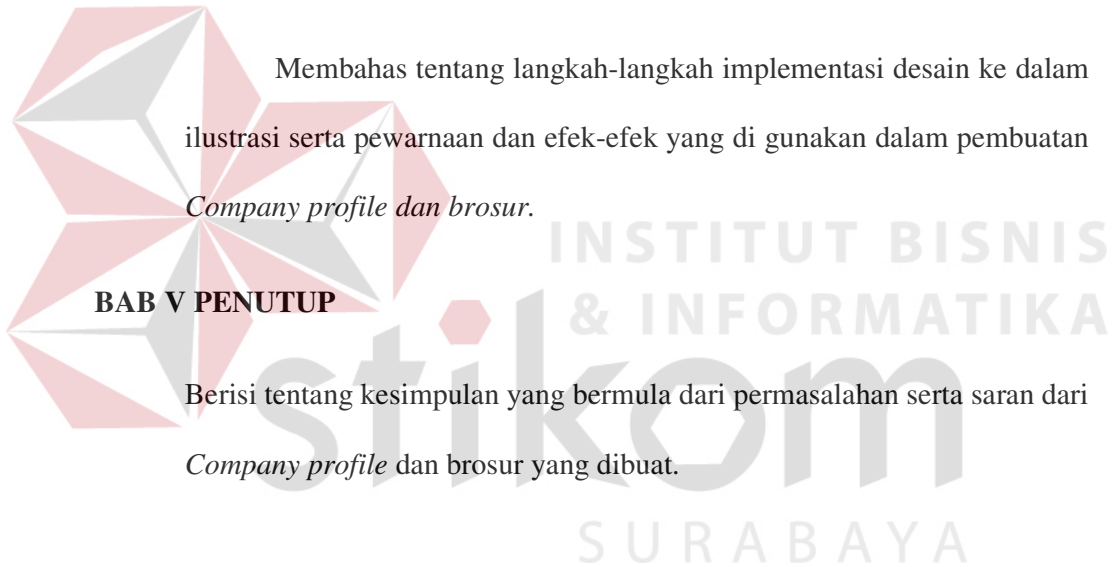 Membahas tentang langkah-langkah implementasi desain ke dalam
ilustrasi serta pewarnaan dan efek-efek yang di gunakan dalam pembuatan
Company profile dan brosur.
INSTITUT BISNIS
& INFORMATIKA
BAB V PENUTUP
stikom
Berisi tentang kesimpulan yang bermula dari permasalahan serta saran dari
Company profile dan brosur yang dibuat.
SURABAYA